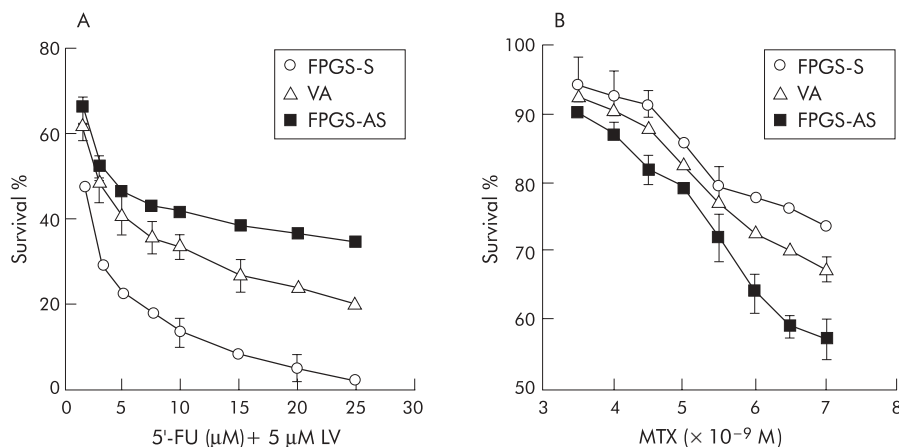 A
80
60
40
20
0
Survival %
0 5 10 15 20 25 30
5'-FU (µM)+ 5 µM LV
FPGS-S
VA
FPGS-AS
B
100
90
80
70
60
50
Survival %
3 4 5 6 7 8
MTX (× 10⁻⁹ M)
FPGS-S
VA
FPGS-AS